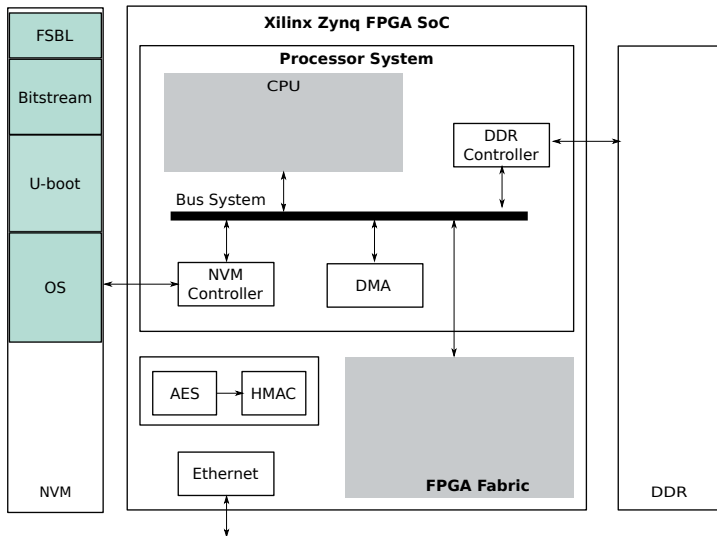 FSBL
Bitstream
U-boot
OS
NVM
Xilinx Zynq FPGA SoC
Processor System
CPU
DDR
Controller
Bus System
NVM
Controller
DMA
AES
HMAC
Ethernet
FPGA Fabric
DDR